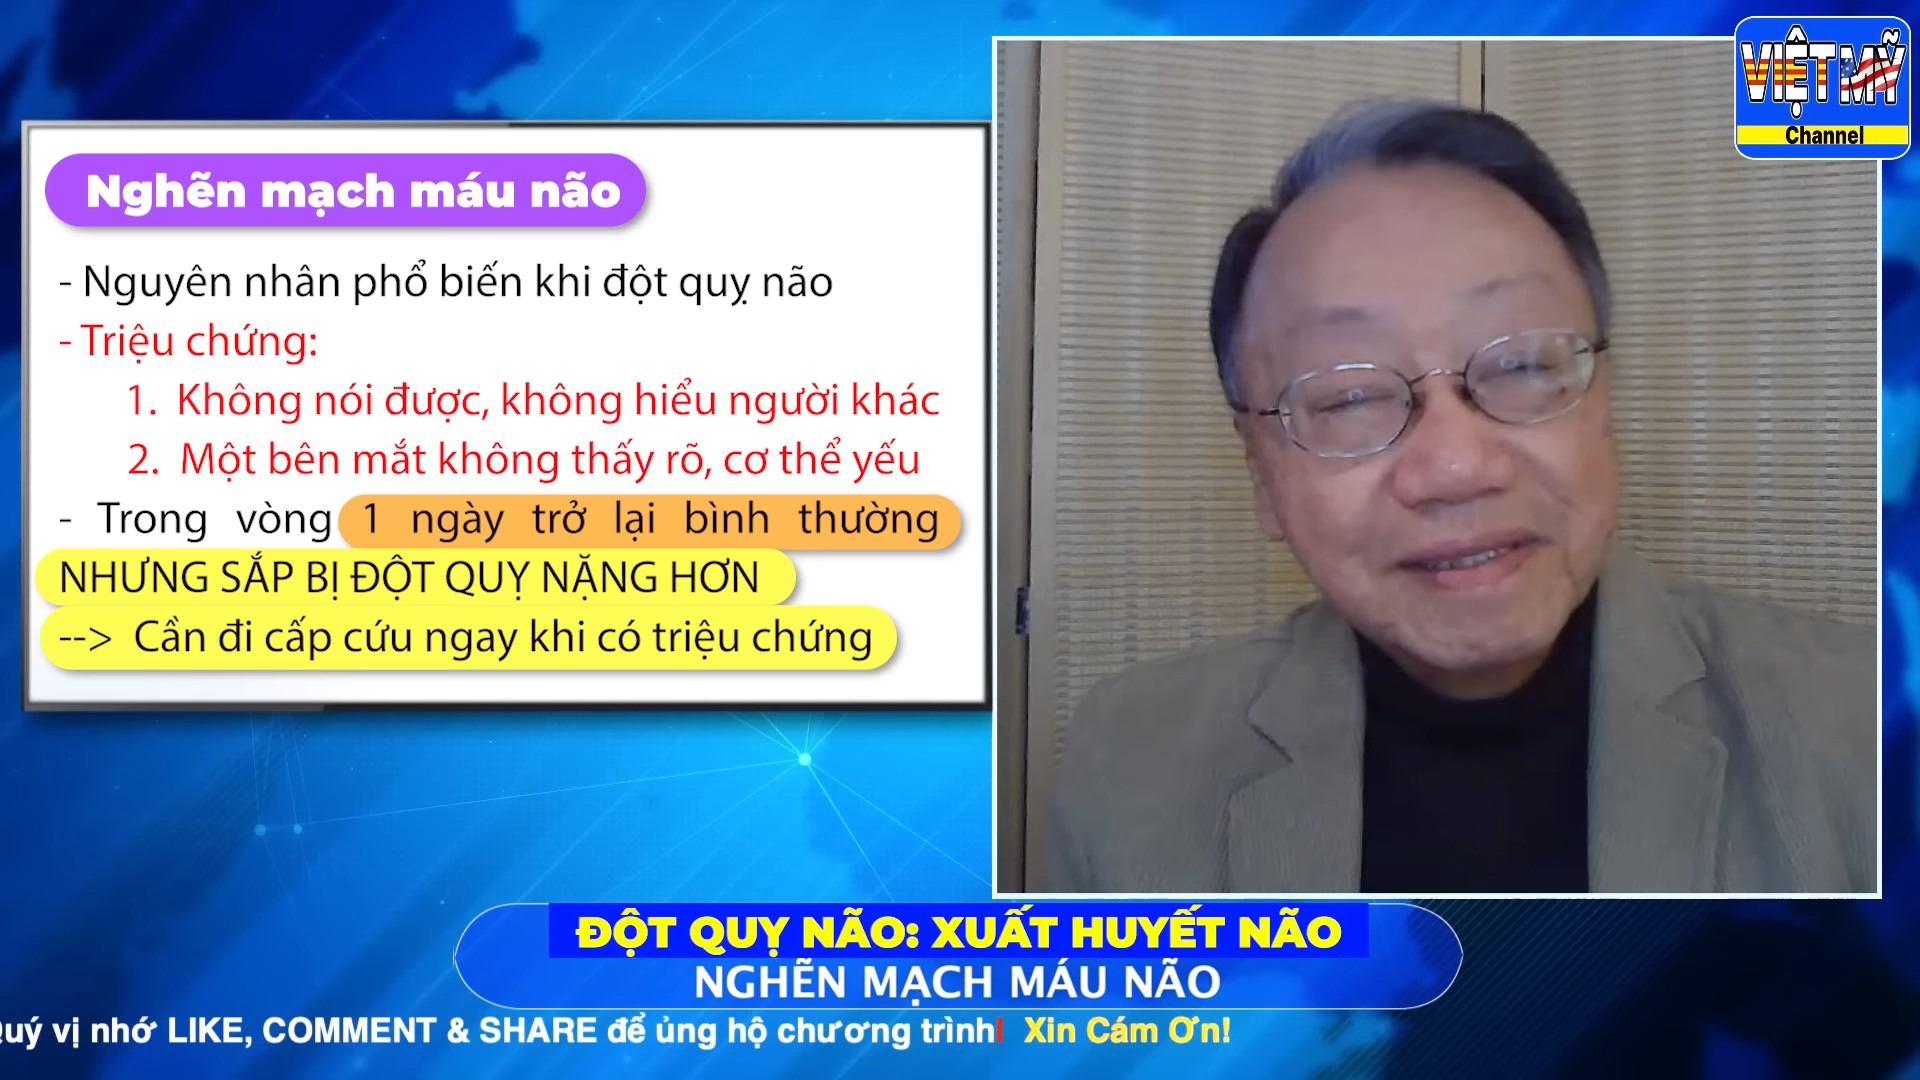 VIỆT MỸ
Channel
Nghẽn mạch máu não
- Nguyên nhân phổ biến khi đột quỵ não
- Triệu chứng:
1. Không nói được, không hiểu người khác
2. Một bên mắt không thấy rõ, cơ thể yếu
- Trong vòng 1 ngày trở lại bình thường
NHƯNG SẮP BỊ ĐỘT QUỴ NẶNG HƠN
--> Cần đi cấp cứu ngay khi có triệu chứng
ĐỘT QUỴ NÃO: XUẤT HUYẾT NÃO
NGHẼN MẠCH MÁU NÃO
Quý vị nhớ LIKE, COMMENT & SHARE để ủng hộ chương trình! Xin Cám Ơn!